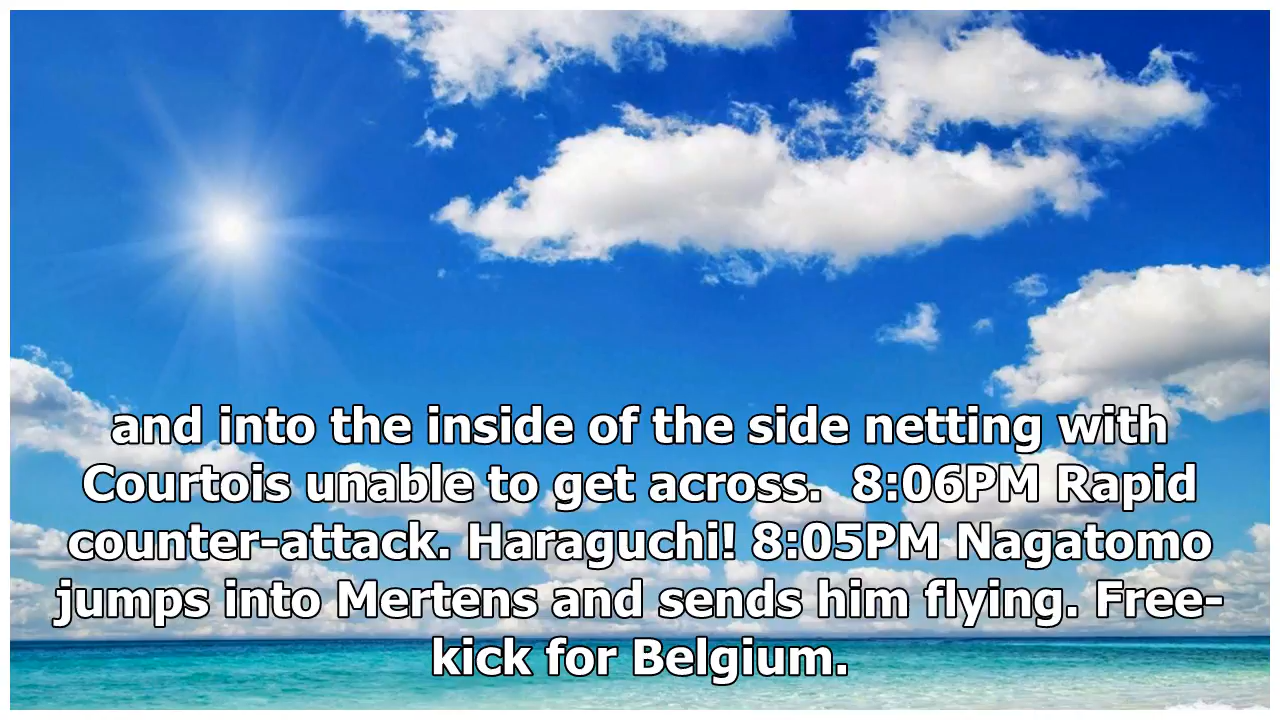 and into the inside of the side netting with
Courtois unable to get across.  8:06PM Rapid
counter-attack. Haraguchi! 8:05PM Nagatomo
jumps into Mertens and sends him flying. Free-
kick for Belgium.